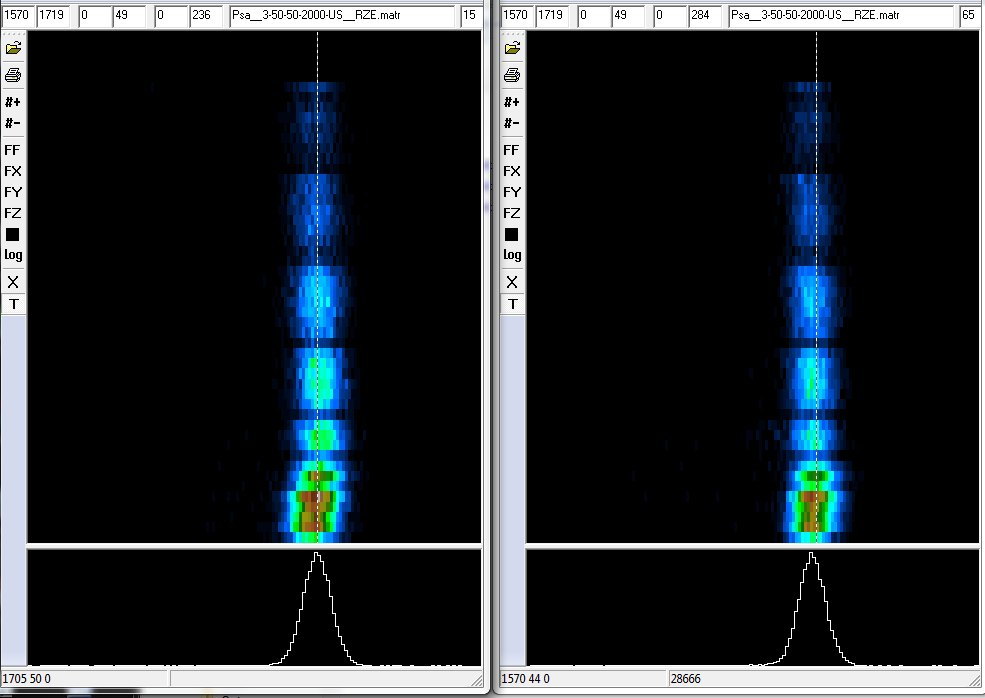 1570 1719 0 49 0 236 Psa__3-50-50-2000-US__RZE.matr 15
#+
#-
FF
FX
FY
FZ
Log
X
T
1705 50 0
1570 1719 0 49 0 284 Psa__3-50-50-2000-US__RZE.matr 65
#+
#-
FF
FX
FY
FZ
Log
X
T
1570 44 0 28666